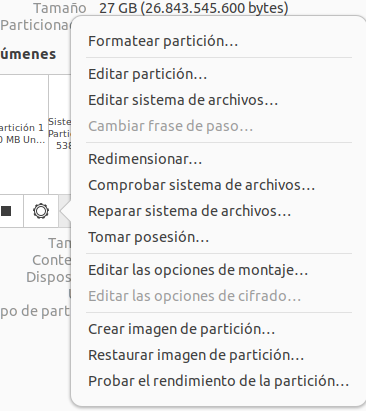 Tamaño 27 GB (26.843.545.600 bytes)
Particionad
úmenes
Formatear partición…
Editar partición…
Editar sistema de archivos…
Cambiar frase de paso…
Redimensionar…
Comprobar sistema de archivos…
Reparar sistema de archivos…
Tomar posesión…
Editar las opciones de montaje…
Editar las opciones de cifrado…
Crear imagen de partición…
Restaurar imagen de partición…
Probar el rendimiento de la partición…
artición 1
0 MB Un…
Siste
Parti
538
Tam
Conte
Dispos
po de part